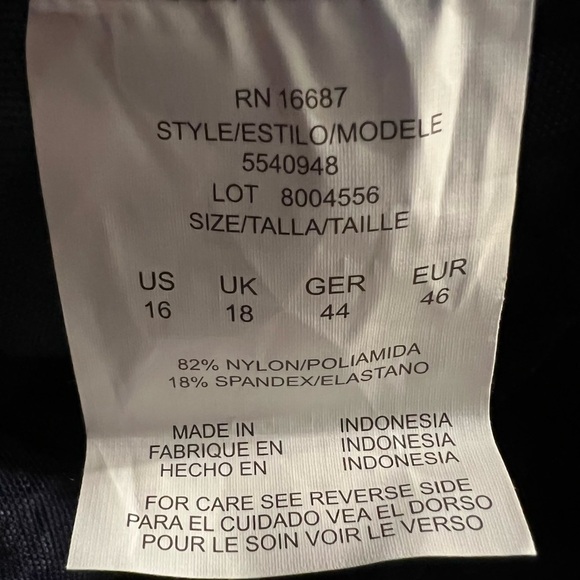 RN 16687
STYLE/ESTILO/MODELE
5540948
LOT 8004556
SIZE/TALLA/TAILLE
US UK GER EUR
16 18 44 46
82% NYLON/POLIAMIDA
18% SPANDEX/ELASTANO
MADE IN INDONESIA
FABRIQUE EN INDONESIA
HECHO EN INDONESIA
FOR CARE SEE REVERSE SIDE
PARA EL CUIDADO VEA EL DORSO
POUR LE SOIN VOIR LE VERSO